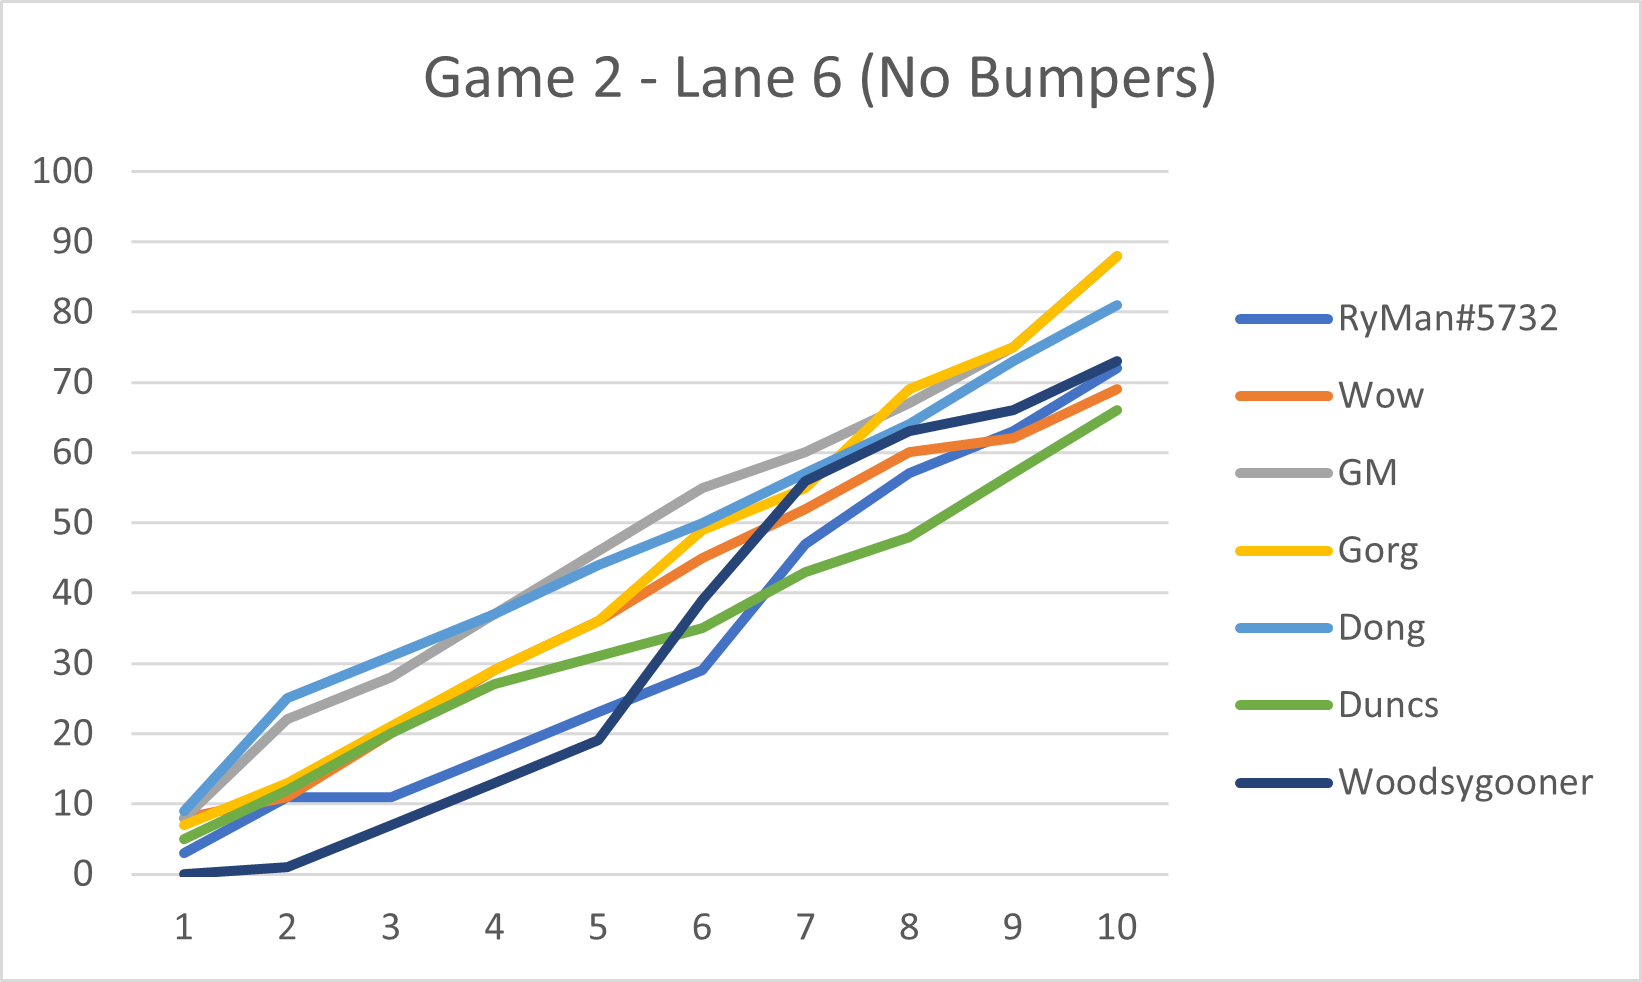 Game 2 - Lane 6 (No Bumpers)
100
90
80
70
60
50
40
30
20
10
0
1 2 3 4 5 6 7 8 9 10
RyMan#5732
Wow
GM
Gorg
Dong
Duncs
Woodsygooner